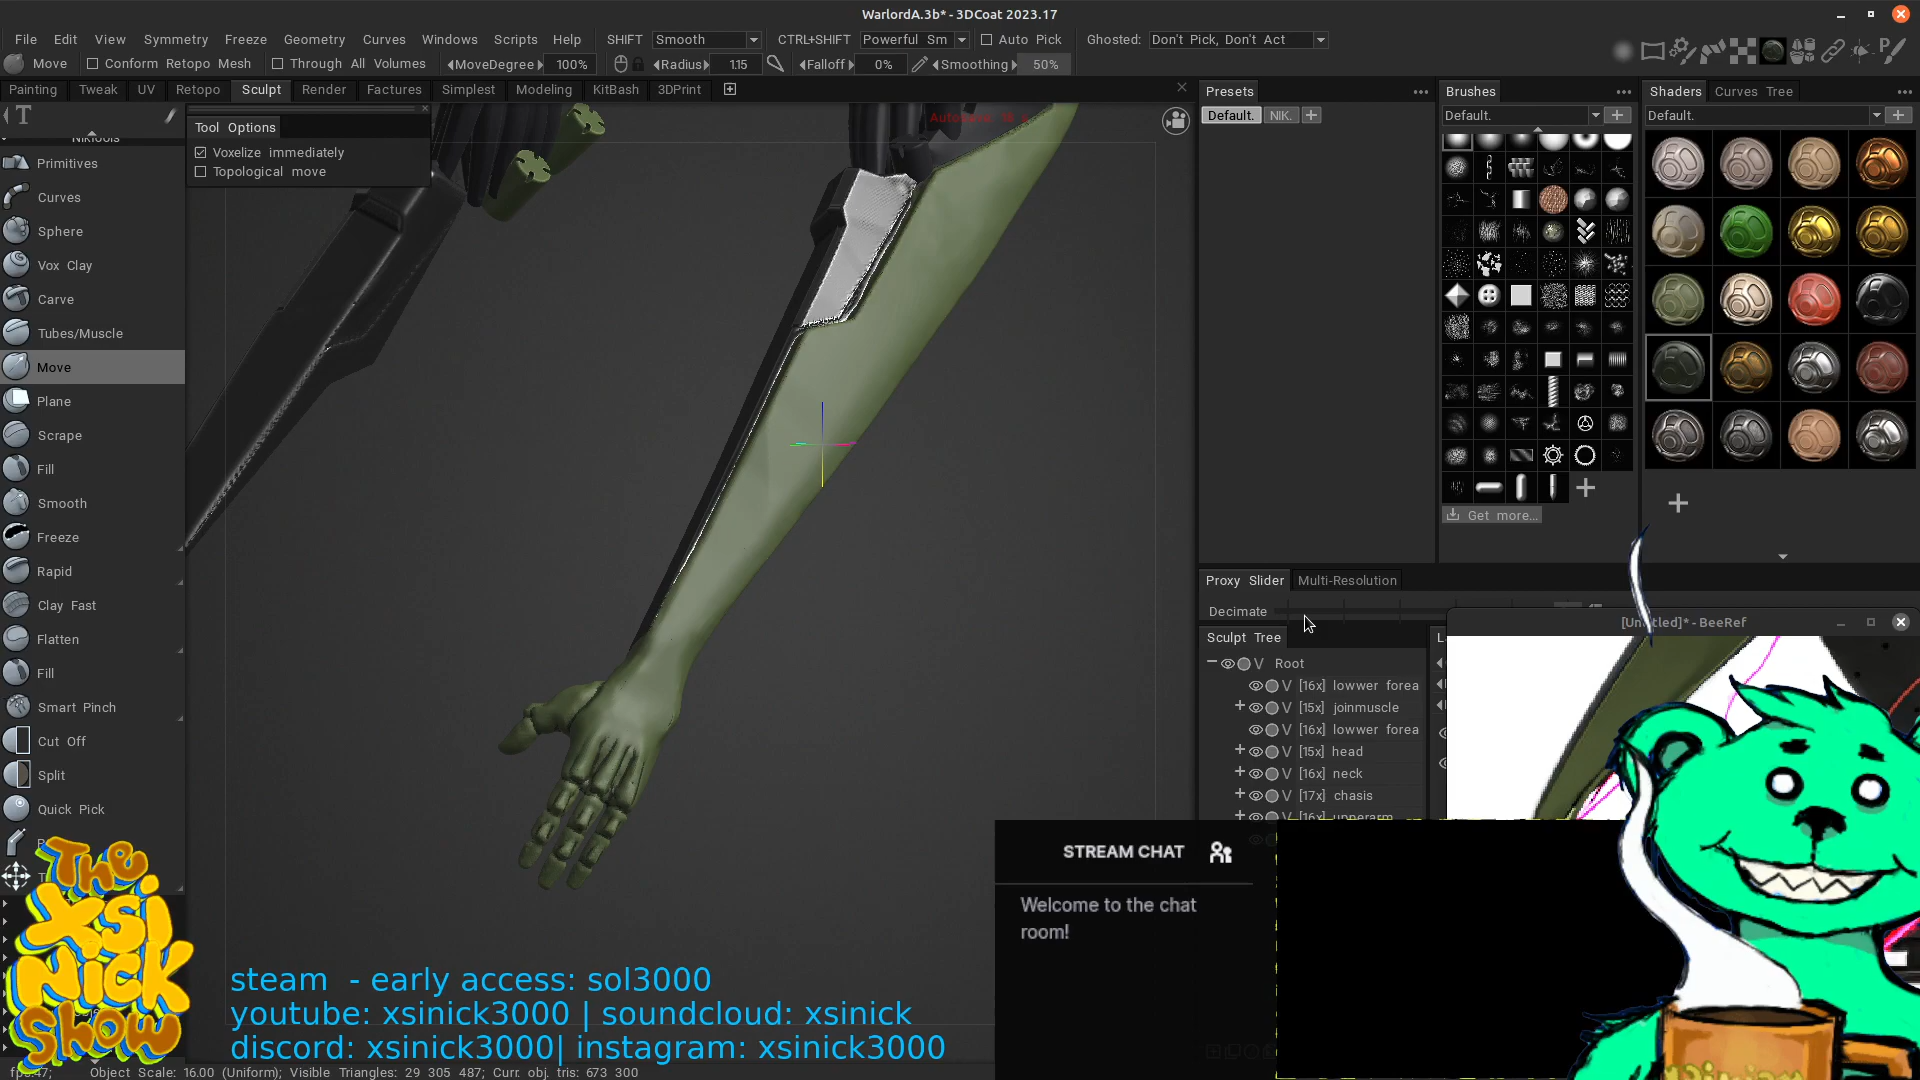 WarlordA.3b* - 3DCoat 2023.17
File Edit View Symmetry Freeze Geometry Curves Windows Scripts Help SHIFT Smooth CTRL+SHIFT Powerful Sm Auto Pick Ghosted: Don't Pick, Don't Act
Move Conform Retopo Mesh Through All Volumes MoveDegree 100% Radius 1.15 Falloff 0% Smoothing 50%
Painting Tweak UV Retopo Sculpt Render Factures Simplest Modeling KitBash 3DPrint
Tool Options
Voxelize immediately
Topological move
NikTools
Primitives
Curves
Sphere
Vox Clay
Carve
Tubes/Muscle
Move
Plane
Scrape
Fill
Smooth
Freeze
Rapid
Clay Fast
Flatten
Fill
Smart Pinch
Cut Off
Split
Quick Pick
Presets
Default. NIK.
Brushes
Default.
Get more...
Shaders Curves Tree
Default.
Proxy Slider Multi-Resolution
Decimate
Sculpt Tree
Root
[16x] lowwer forea
[15x] joinmuscle
[16x] lowwer forea
[15x] head
[16x] neck
[17x] chasis
[16x] upperarm
BeeRef
STREAM CHAT
Welcome to the chat
room!
The
xsi
Nick
Show
steam - early access: sol3000
youtube: xsinick3000 | soundcloud: xsinick
discord: xsinick3000| instagram: xsinick3000
fps:47; Object Scale: 16.00 (Uniform); Visible Triangles: 29 305 487; Curr. obj. tris: 673 300